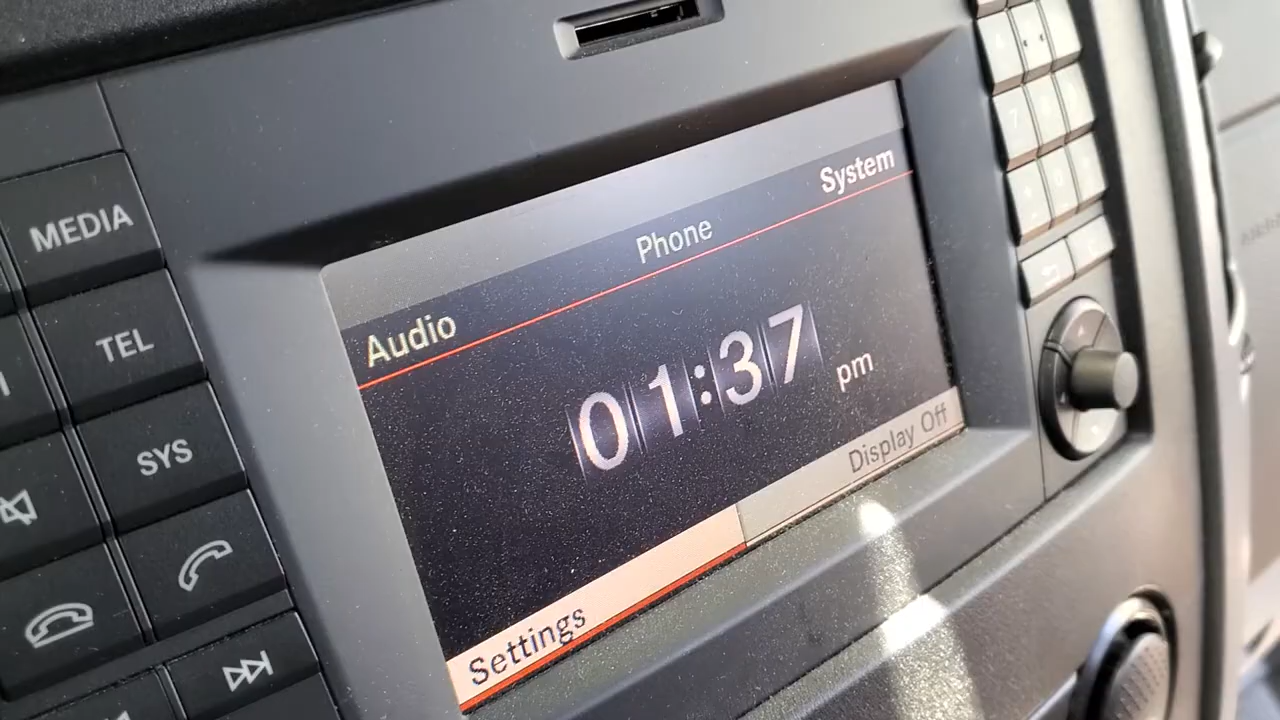 MEDIA
TEL
SYS
Audio
Phone
System
01:37 pm
Settings
Display Off